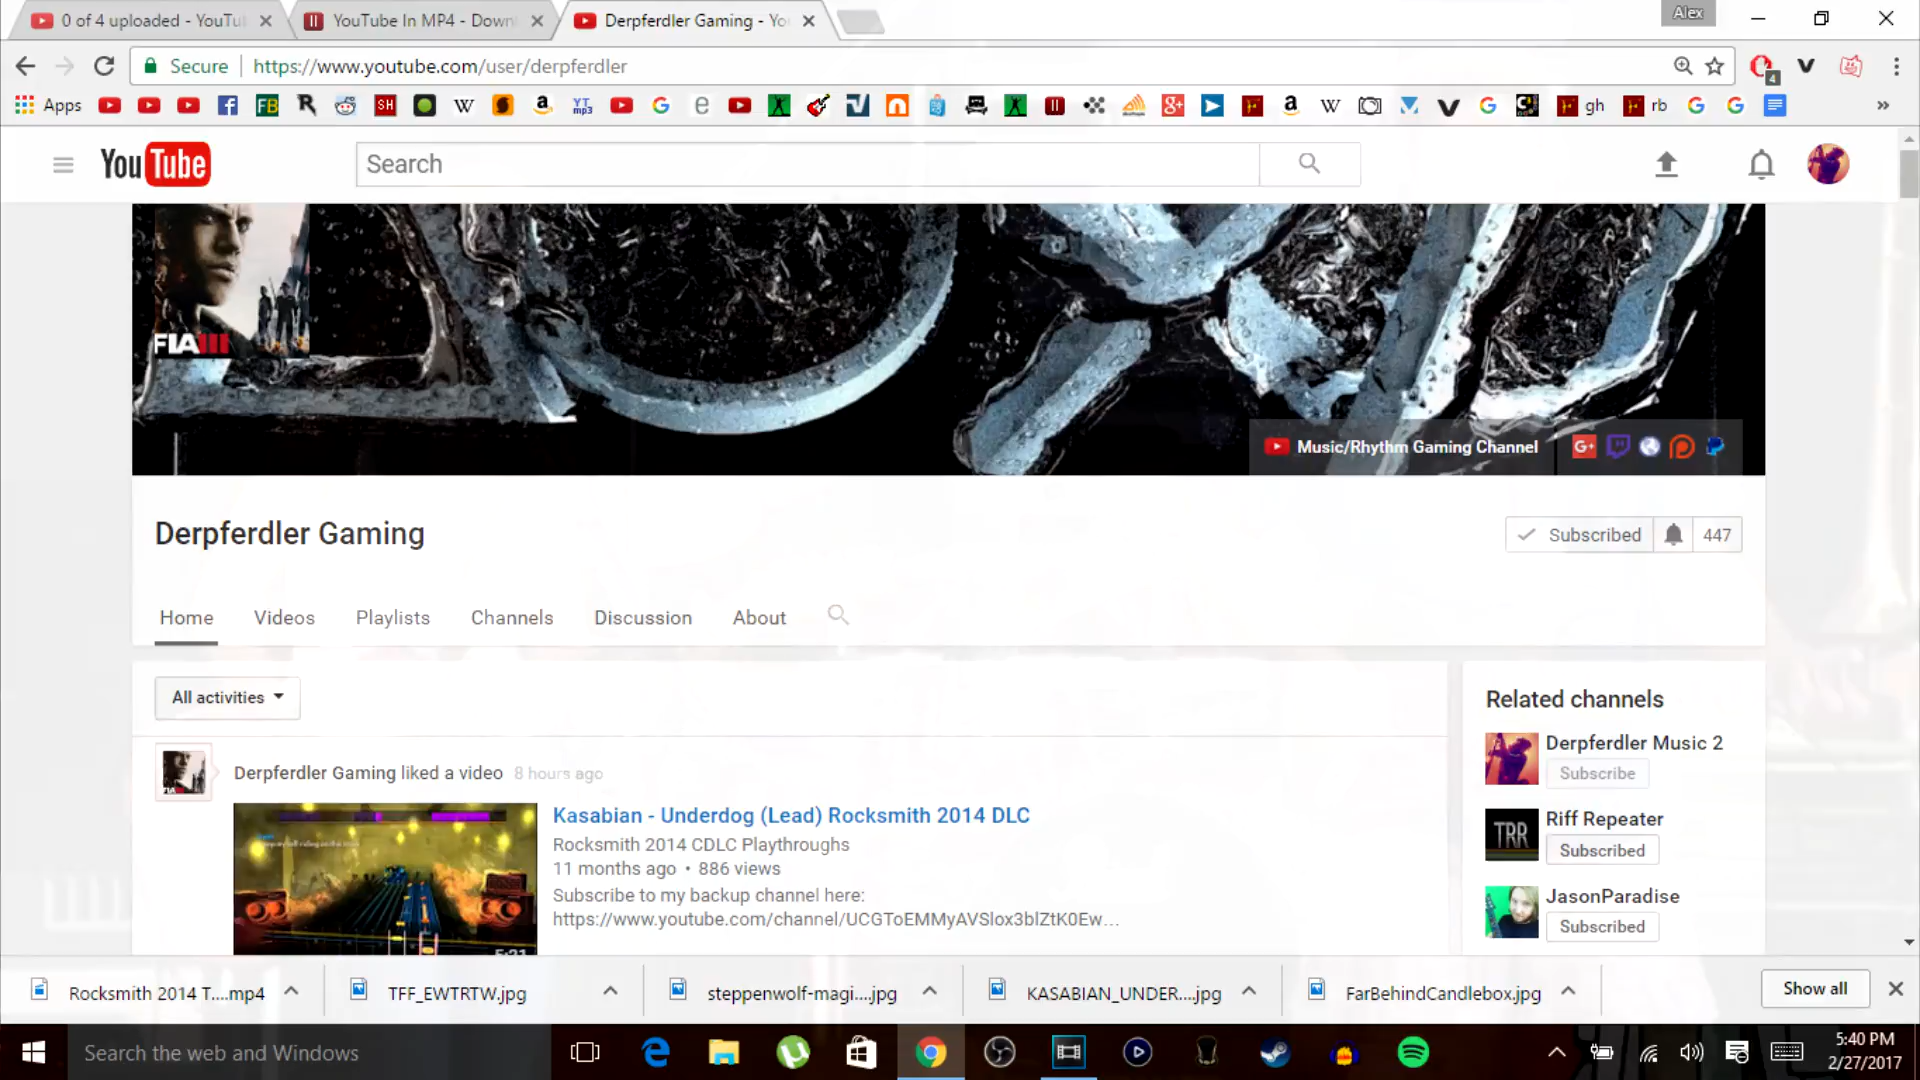 0 of 4 uploaded - YouTu
YouTube In MP4 - Down
Derpferdler Gaming - Yo
Alex
Secure
https://www.youtube.com/user/derpferdler
4
Apps
gh
rb
YouTube
Search
FIA III
Music/Rhythm Gaming Channel
Derpferdler Gaming
Subscribed
447
Home
Videos
Playlists
Channels
Discussion
About
All activities
Related channels
Derpferdler Gaming liked a video 8 hours ago
Kasabian - Underdog (Lead) Rocksmith 2014 DLC
Rocksmith 2014 CDLC Playthroughs
11 months ago • 886 views
Subscribe to my backup channel here:
https://www.youtube.com/channel/UCGToEMMyAVSlox3blZtK0Ew...
5:21
Derpferdler Music 2
Subscribe
TRR
Riff Repeater
Subscribed
JasonParadise
Subscribed
Rocksmith 2014 T....mp4
TFF_EWTRTW.jpg
steppenwolf-magi....jpg
KASABIAN_UNDER....jpg
FarBehindCandlebox.jpg
Show all
Search the web and Windows
5:40 PM
2/27/2017